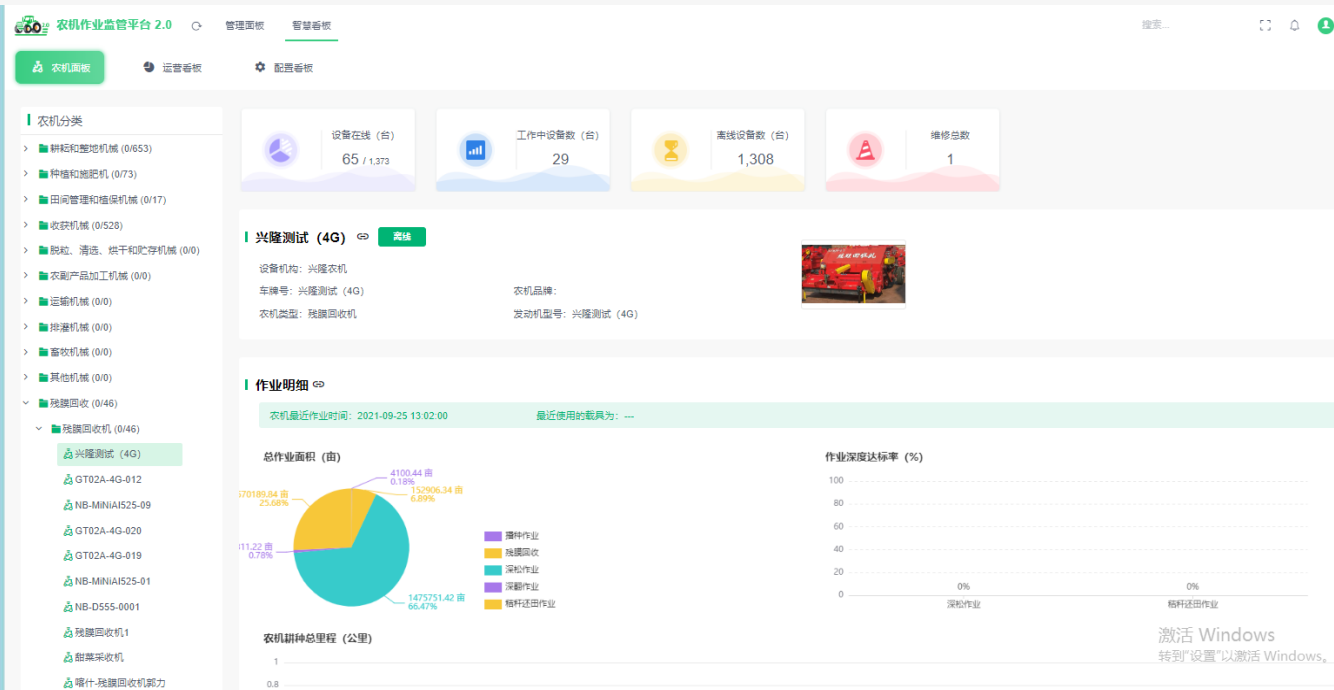 农机作业监管平台 2.0
管理面板
智慧看板
搜索...
农机面板
运营看板
配置看板
农机分类
耕耘和整地机械 (0/653)
种植和施肥机 (0/73)
田间管理和植保机械 (0/17)
收获机械 (0/528)
脱粒、清选、烘干和贮存机械 (0/0)
农副产品加工机械 (0/0)
运输机械 (0/0)
排灌机械 (0/0)
畜牧机械 (0/0)
其他机械 (0/0)
残膜回收 (0/46)
残膜回收机 (0/46)
兴隆测试（4G）
GT02A-4G-012
NB-MiNiAI525-09
GT02A-4G-020
GT02A-4G-019
NB-MiNiAI525-01
NB-D555-0001
残膜回收机1
甜菜采收机
喀什-残膜回收机郭力
设备在线（台）
65 / 1,373
工作中设备数（台）
29
离线设备数（台）
1,308
维修总数
1
兴隆测试（4G）
离线
设备机构：兴隆农机
车牌号：兴隆测试（4G）
农机品牌：
农机类型：残膜回收机
发动机型号：兴隆测试（4G）
作业明细
农机最近作业时间：2021-09-25 13:02:00
最近使用的载具为：---
总作业面积（亩）
4100.44 亩
0.18%
152906.34 亩
6.89%
570189.84 亩
25.68%
311.22 亩
0.78%
1475751.42 亩
66.47%
播种作业
残膜回收
深松作业
深翻作业
秸秆还田作业
作业深度达标率（%）
100
80
60
40
20
0
0%
0%
深松作业
秸秆还田作业
农机耕种总里程（公里）
1
0.8
激活 Windows
转到"设置"以激活 Windows。